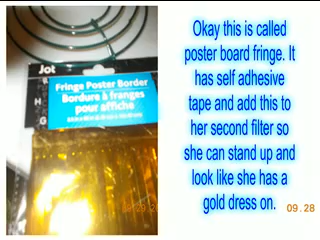 Jot
Fringe Poster Border
Bordure à franges
pour affiche
Okay this is called
poster board fringe. It
has self adhesive
tape and add this to
her second filter so
she can stand up and
look like she has a
gold dress on.
09.28